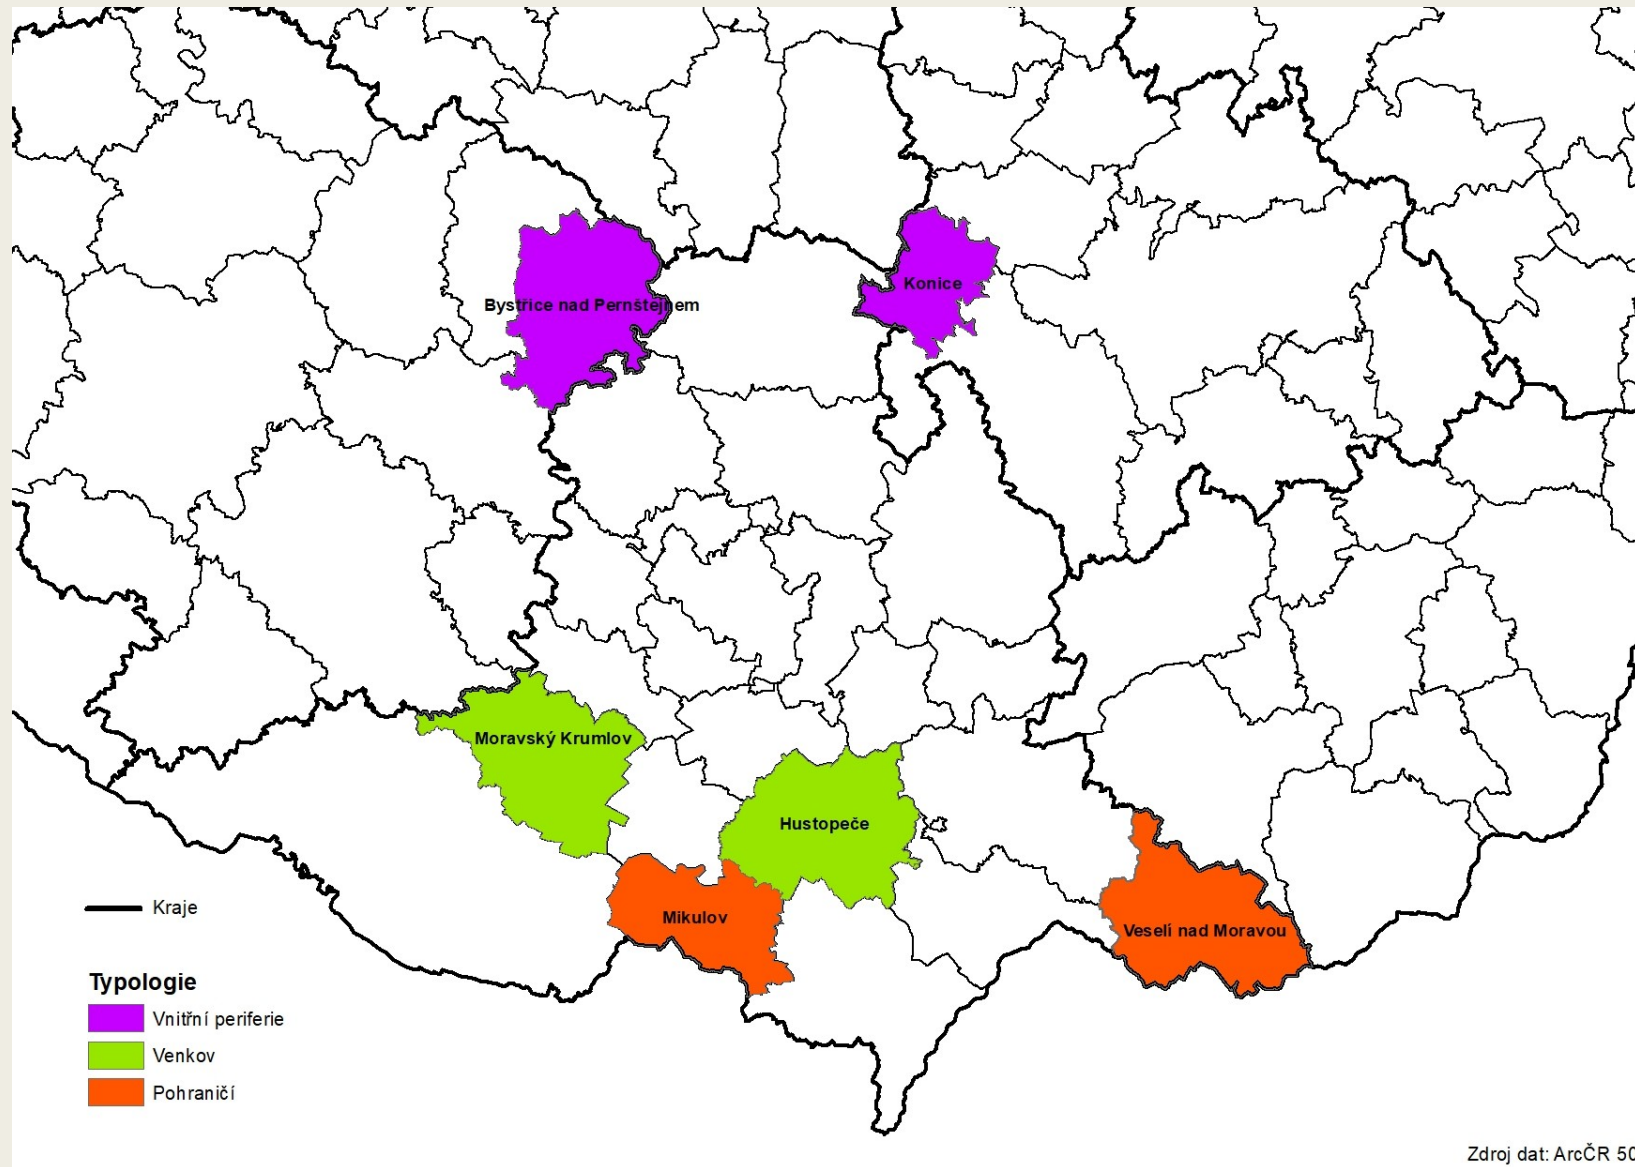 Bystřice nad Pernštejnem
Konice
Moravský Krumlov
Hustopeče
Mikulov
Veselí nad Moravou
Kraje
Typologie
Vnitřní periferie
Venkov
Pohraničí
Zdroj dat: ArcČR 50